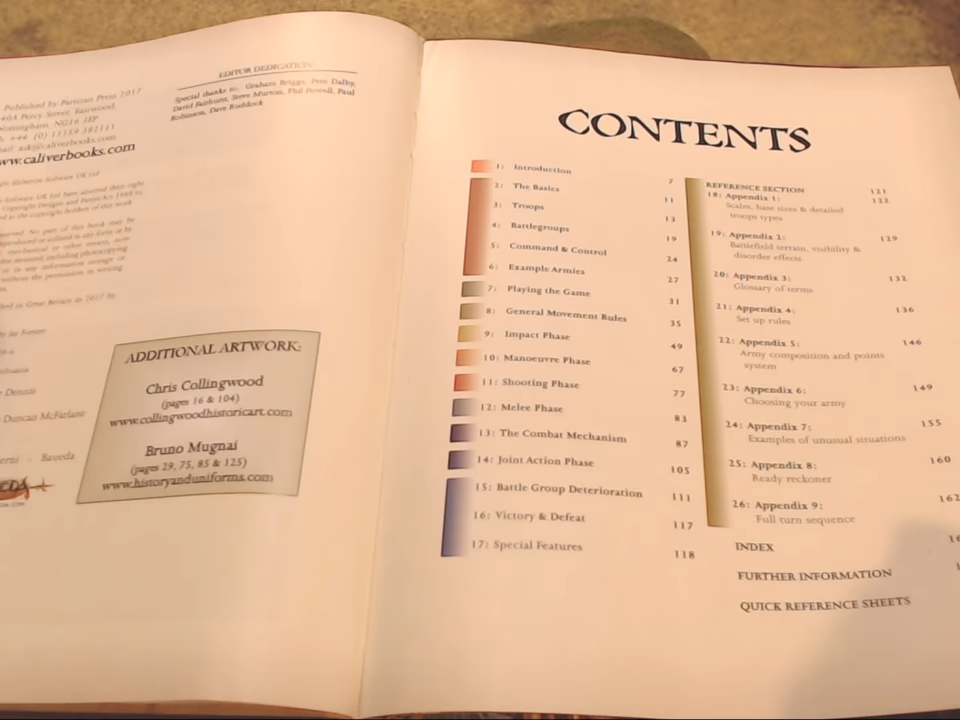 Published by Partizan Press 2017
Percy Street, Eastwood,
Nottingham, NG16 3EP
www.caliverbooks.com
EDITOR DEDICATION
Special thanks to: Graham Briggs, Pete Dalby,
David Fairhurst, Steve Murton, Phil Powell, Paul
Robinson, Dave Ruddock
Duncan McFarlane
ADDITIONAL ARTWORK:
Chris Collingwood
(pages 16 & 104)
www.collingwoodhistoricart.com
Bruno Mugnai
(pages 29, 75, 85 & 125)
www.historyanduniforms.com
CONTENTS
1: Introduction 7
2: The Basics 11
3: Troops 13
4: Battlegroups 19
5: Command & Control 24
6: Example Armies 27
7: Playing the Game 31
8: General Movement Rules 35
9: Impact Phase 49
10: Manoeuvre Phase 67
11: Shooting Phase 77
12: Melee Phase 83
13: The Combat Mechanism 87
14: Joint Action Phase 105
15: Battle Group Deterioration 111
16: Victory & Defeat 117
17: Special Features 118
REFERENCE SECTION 121
18: Appendix 1: 122
Scales, base sizes & detailed
troops types
19: Appendix 2: 129
Battlefield terrain, visibility &
disorder effects
20: Appendix 3: 132
Glossary of terms
21: Appendix 4: 136
Set up rules
22: Appendix 5: 146
Army composition and points
system
23: Appendix 6: 149
Choosing your army
24: Appendix 7: 155
Examples of unusual situations
25: Appendix 8: 160
Ready reckoner
26: Appendix 9: 162
Full turn sequence
INDEX
FURTHER INFORMATION
QUICK REFERENCE SHEETS